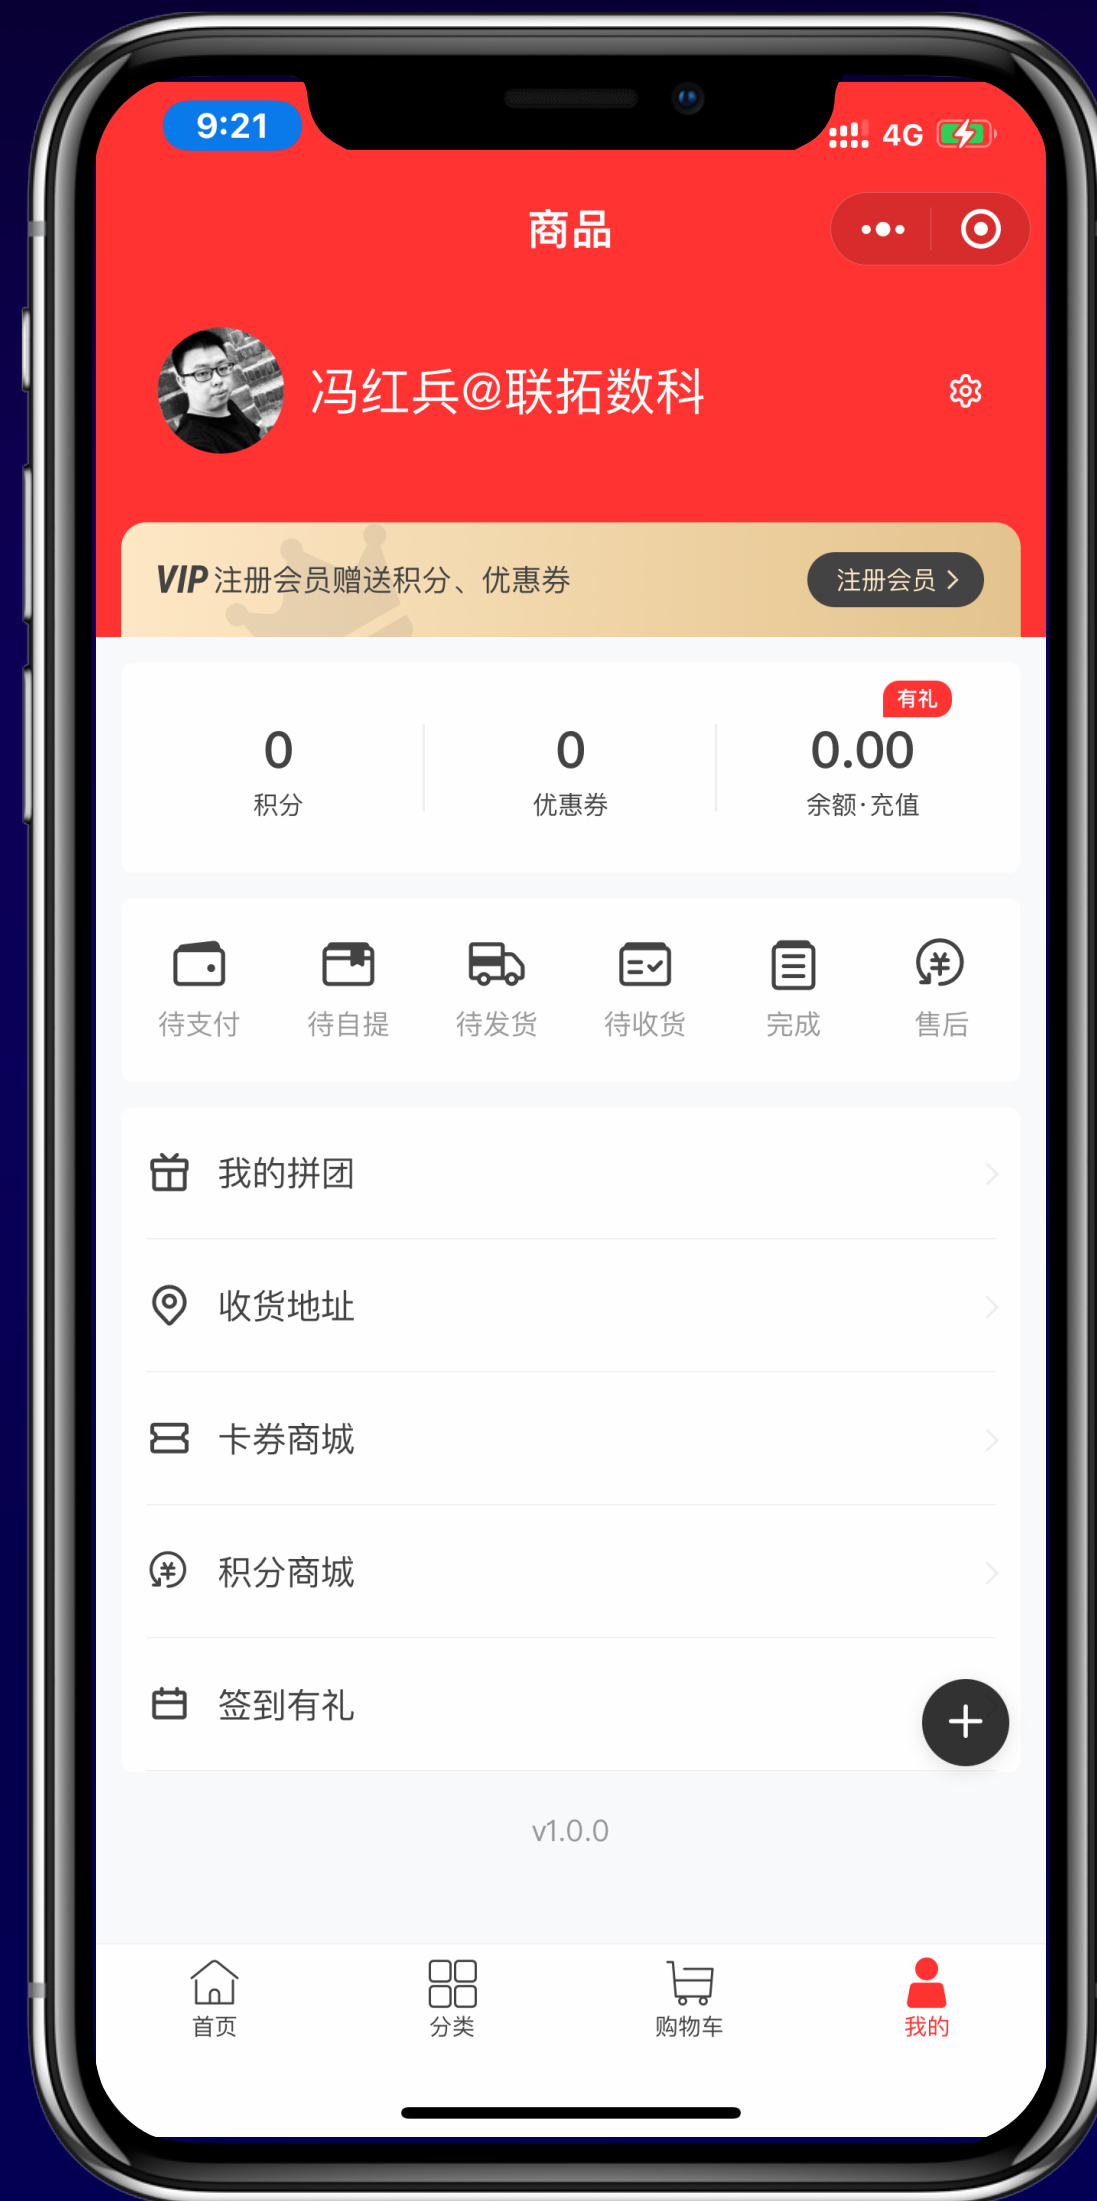 9:21
4G
商品
冯红兵@联拓数科
VIP 注册会员赠送积分、优惠券
注册会员
有礼
0
0
0.00
积分
优惠券
余额·充值
待支付
待自提
待发货
待收货
完成
售后
我的拼团
收货地址
卡券商城
积分商城
签到有礼
v1.0.0
首页
分类
购物车
我的